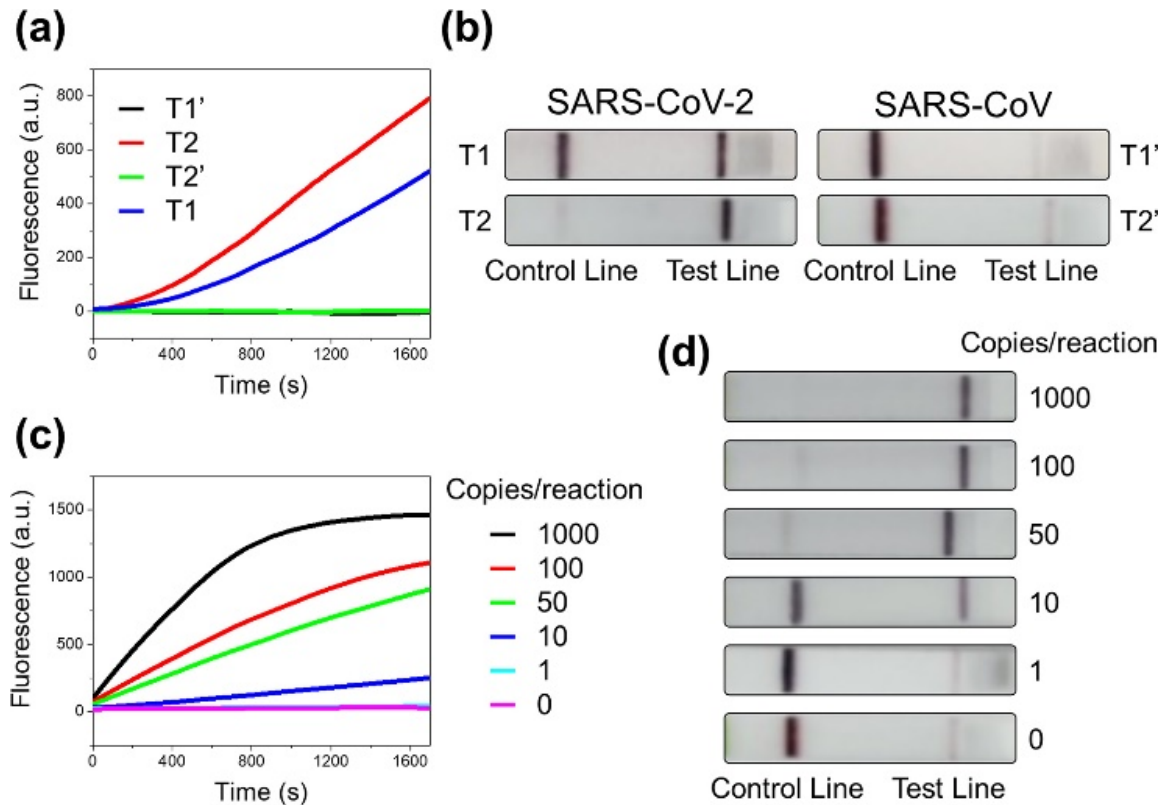 (a)
Fluorescence (a.u.)
800
600
400
200
0
T1’
T2
T2’
T1
0 400 800 1200 1600
Time (s)
(b)
SARS-CoV-2 SARS-CoV
T1 T1’
T2 T2’
Control Line Test Line Control Line Test Line
(c)
Fluorescence (a.u.)
1500
1000
500
0
0 400 800 1200 1600
Time (s)
Copies/reaction
1000
100
50
10
1
0
(d)
Copies/reaction
1000
100
50
10
1
0
Control Line Test Line